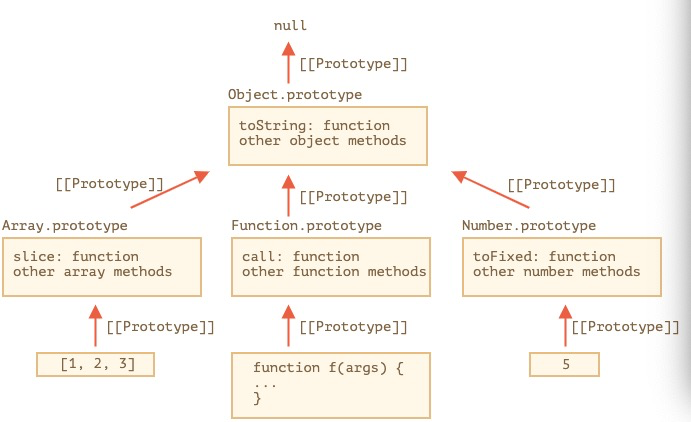 null
[[Prototype]]
Object.prototype
toString: function
other object methods
[[Prototype]]
[[Prototype]]
[[Prototype]]
Array.prototype
Function.prototype
Number.prototype
slice: function
other array methods
call: function
other function methods
toFixed: function
other number methods
[[Prototype]]
[[Prototype]]
[[Prototype]]
[1, 2, 3]
function f(args) {
...
}
5